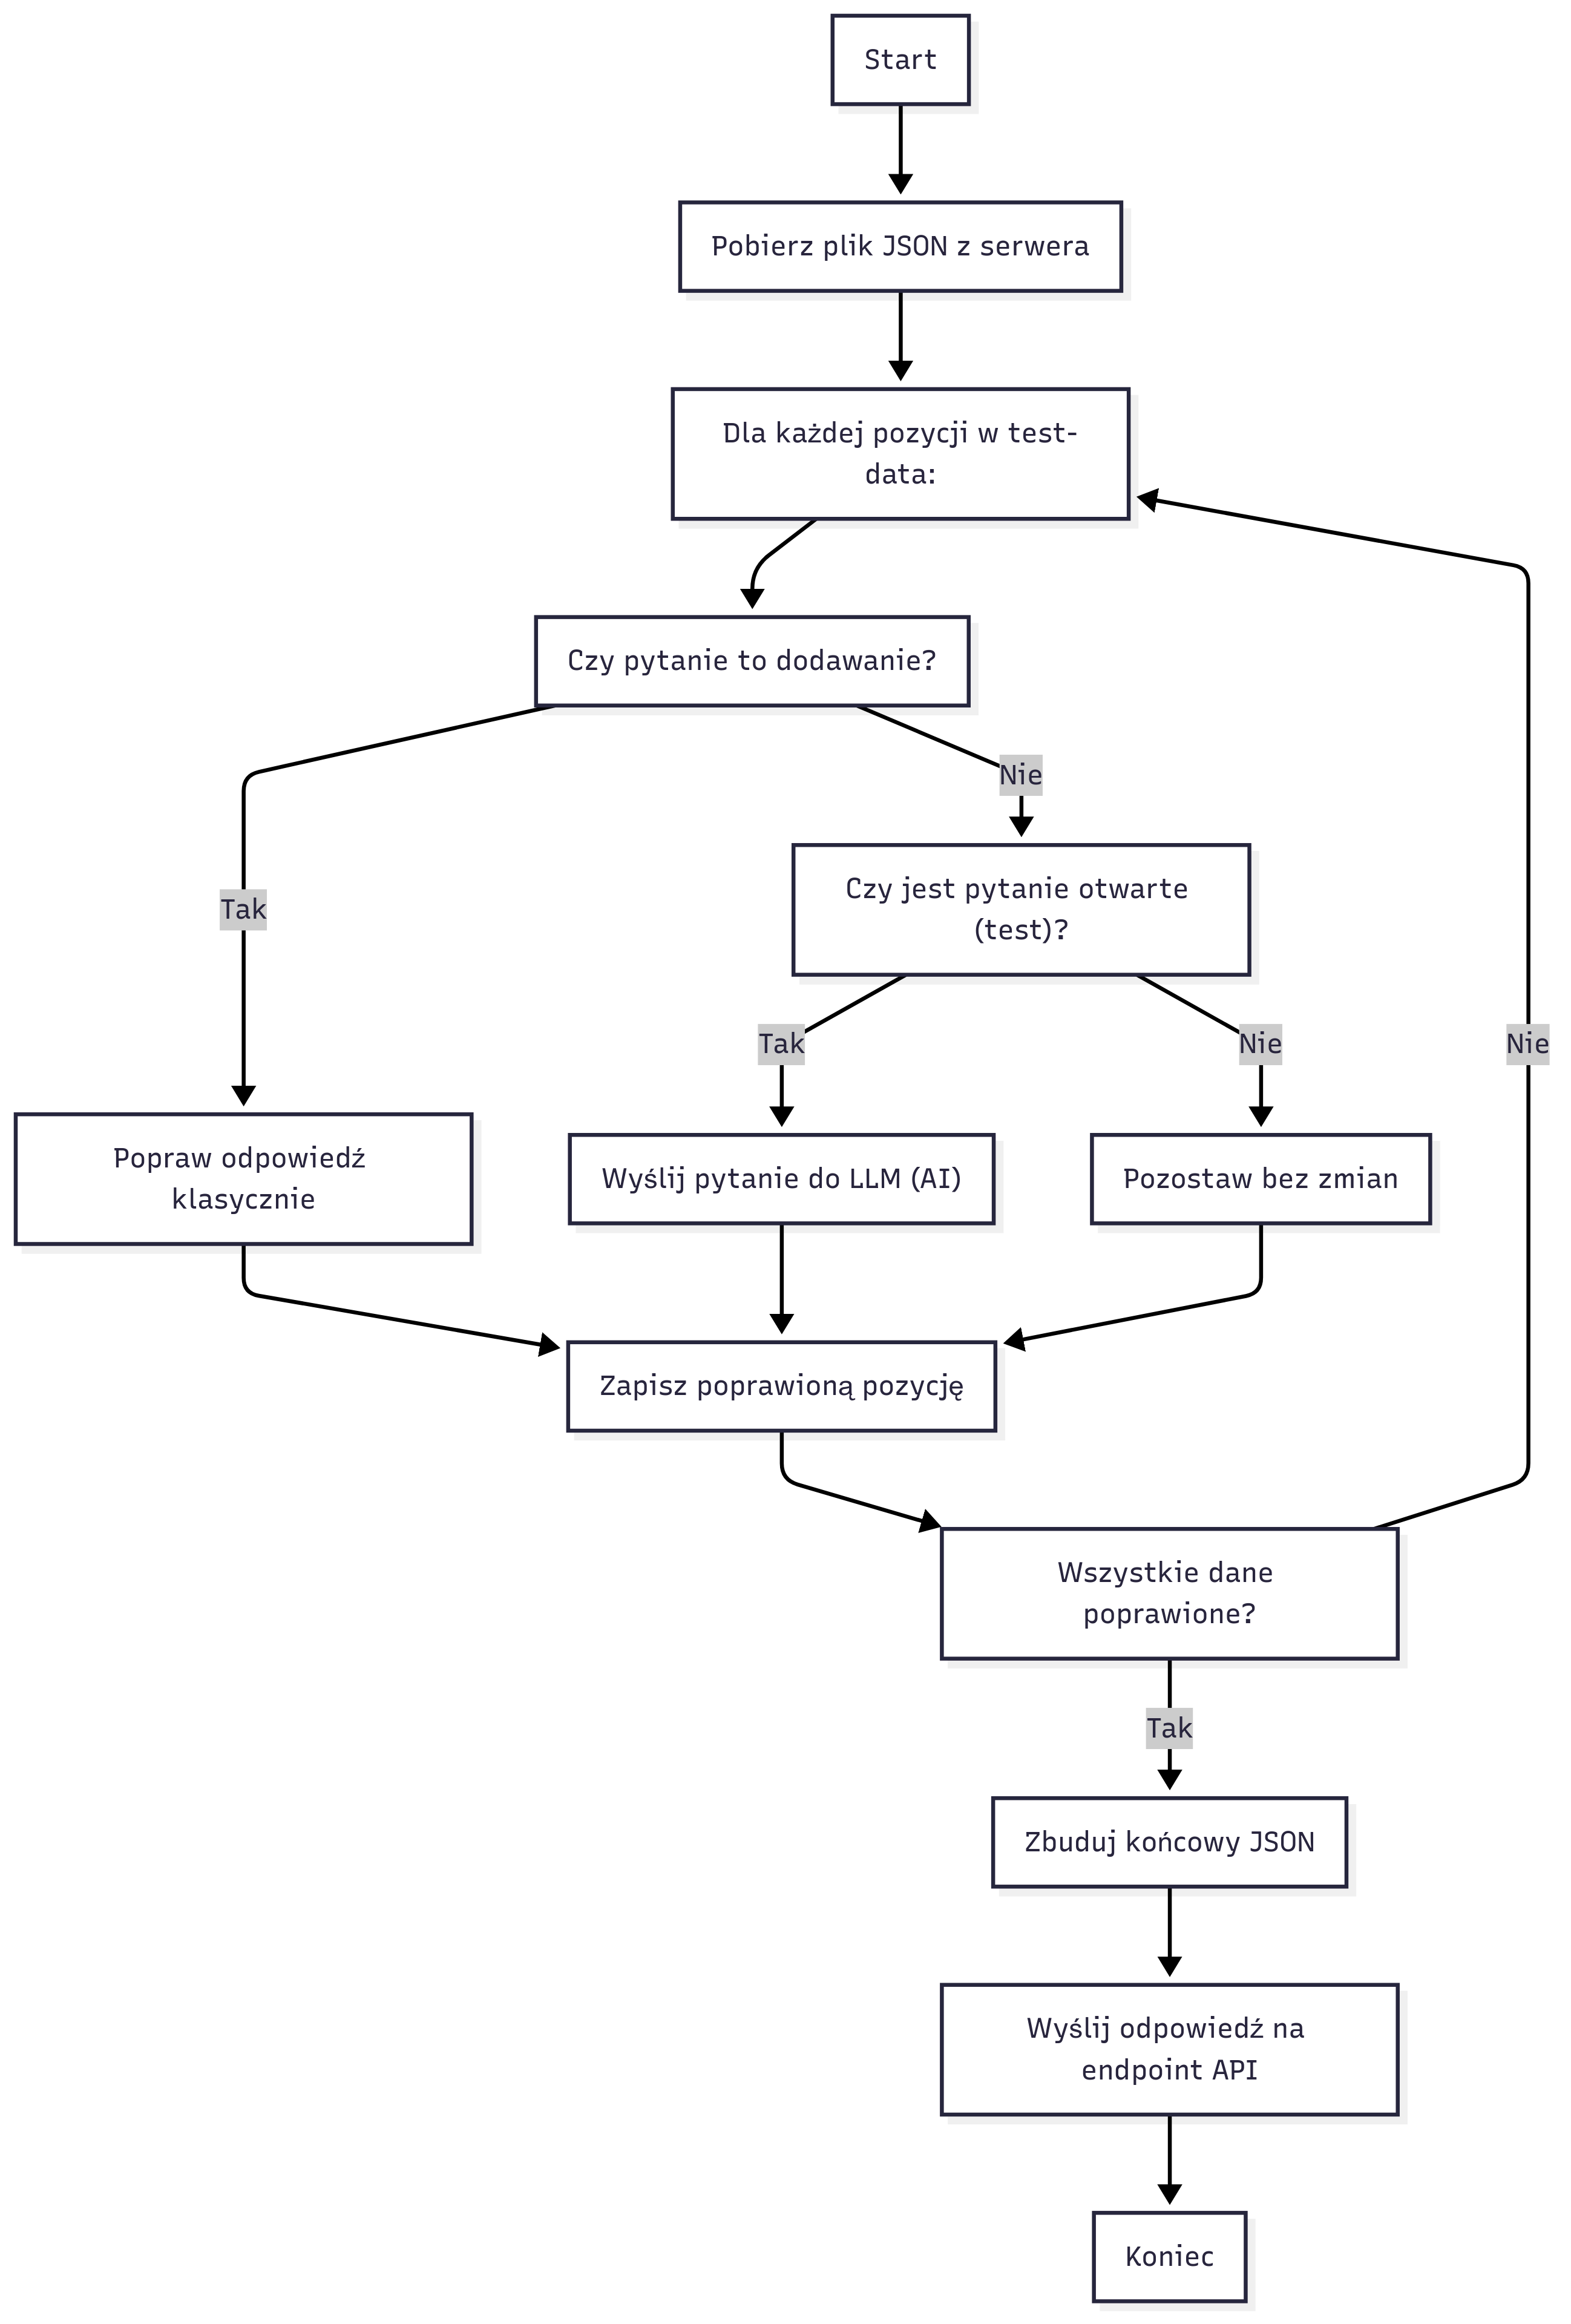 Start
Pobierz plik JSON z serwera
Dla każdej pozycji w test-
data:
Czy pytanie to dodawanie?
Nie
Czy jest pytanie otwarte
(test)?
Tak
Tak
Nie
Nie
Popraw odpowiedź
klasycznie
Wyślij pytanie do LLM (AI)
Pozostaw bez zmian
Zapisz poprawioną pozycję
Wszystkie dane
poprawione?
Tak
Zbuduj końcowy JSON
Wyślij odpowiedź na
endpoint API
Koniec